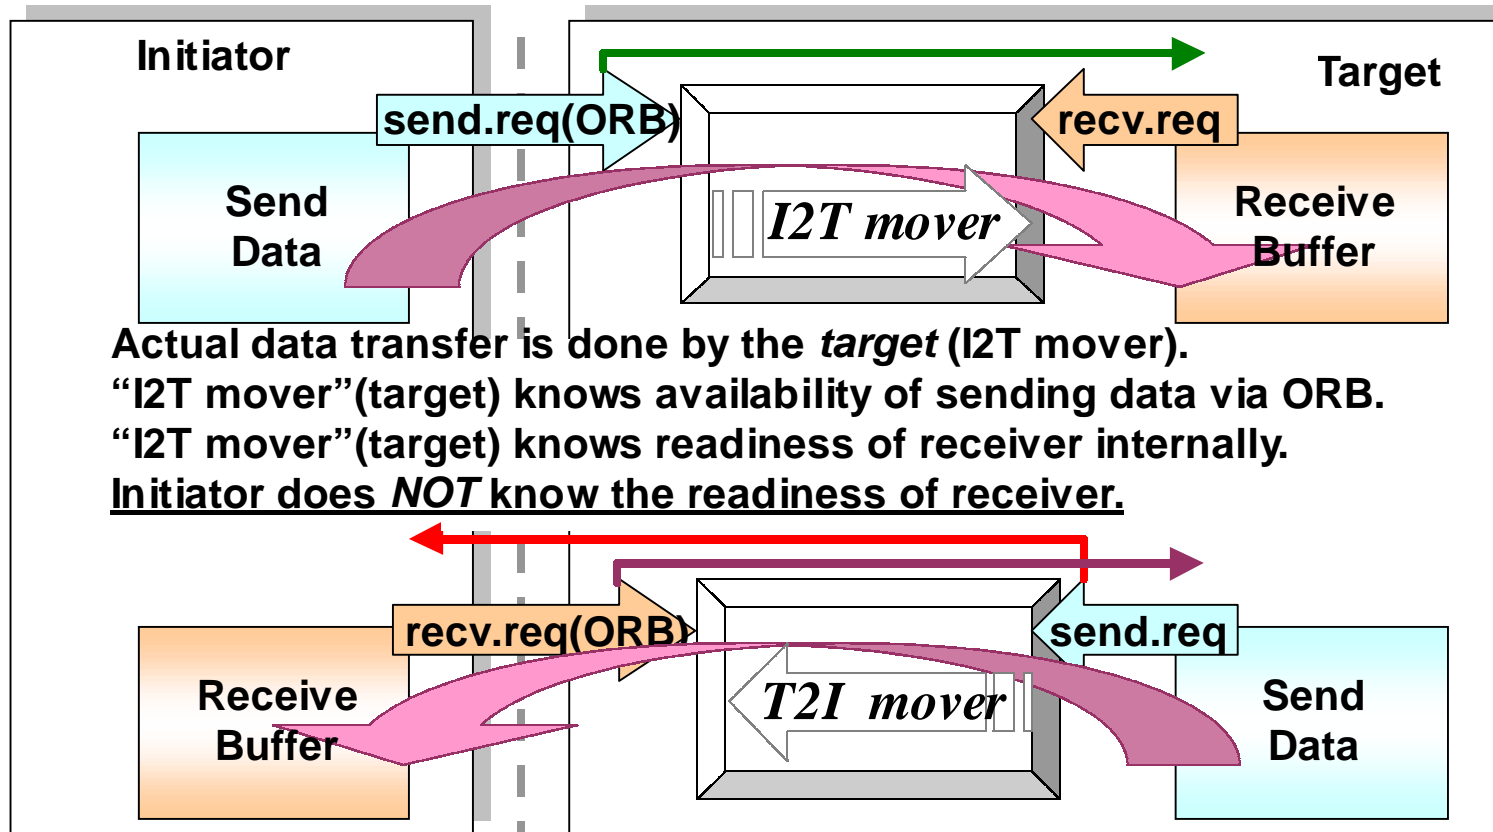 Initiator
Target
send.req(ORB)
recv.req
Send
Data
I2T mover
Receive
Buffer
Actual data transfer is done by the target (I2T mover).
“I2T mover”(target) knows availability of sending data via ORB.
“I2T mover”(target) knows readiness of receiver internally.
Initiator does NOT know the readiness of receiver.
recv.req(ORB)
send.req
Receive
Buffer
T2I mover
Send
Data